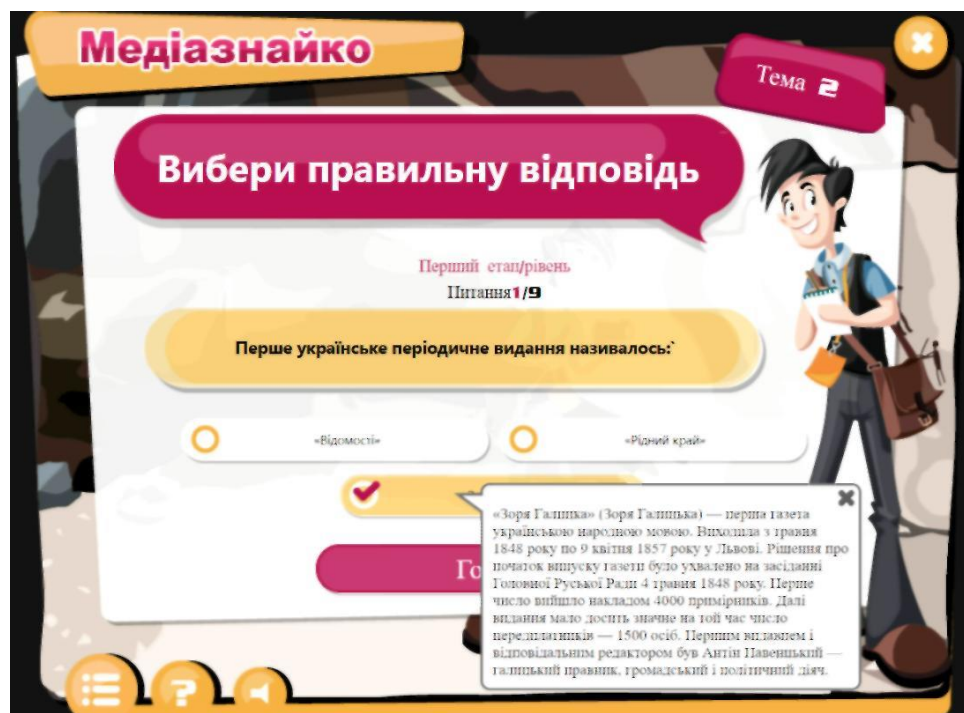 Медіазнайко
Тема 2
Вибери правильну відповідь
Перший етап/рівень
Питання1/9
Перше українське періодичне видання називалось:`
«Відомості»
«Рідний край»
Го
«Зоря Галицка» (Зоря Галицька) — перша газета
українською народною мовою. Виходила з травня
1848 року по 9 квітня 1857 року у Львові. Рішення про
початок випуску газети було ухвалено на засіданні
Головної Руської Ради 4 травня 1848 року. Перше
число вийшло накладом 4000 примірників. Далі
видання мало досить значне на той час число
передплатників — 1500 осіб. Першим видавцем і
відповідальним редактором був Антін Павенцький —
галицький правник, громадський і політичний діяч.